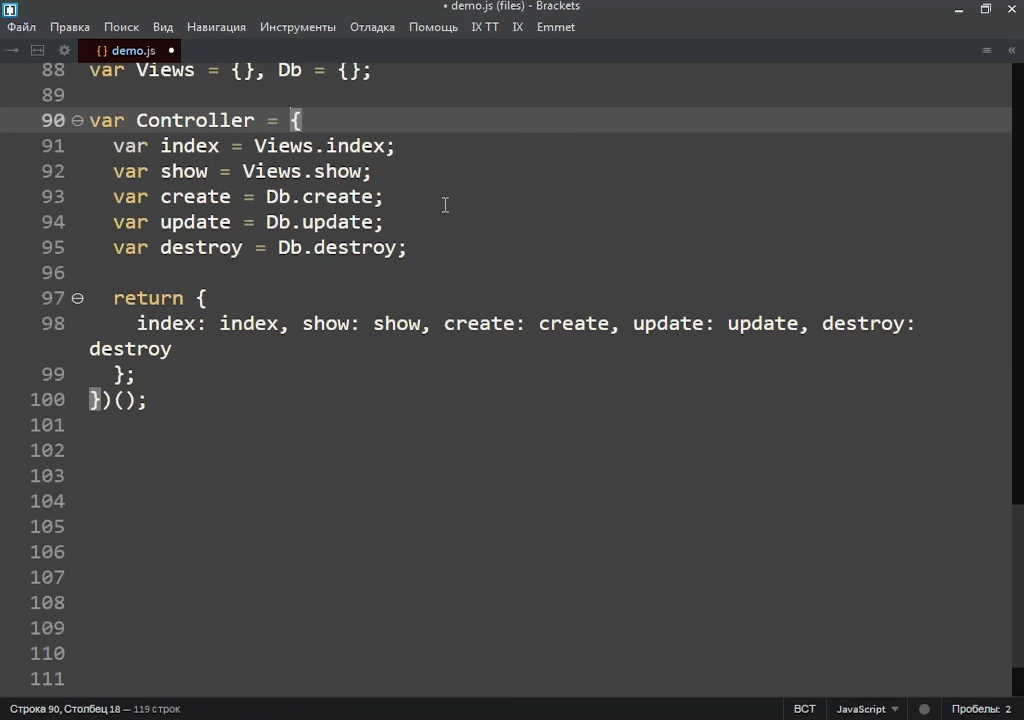 • demo.js (files) - Brackets
Файл Правка Поиск Вид Навигация Инструменты Отладка Помощь IX TT IX Emmet
{} demo.js •
88 var Views = {}, Db = {};
89
90 var Controller = {
91 var index = Views.index;
92 var show = Views.show;
93 var create = Db.create;
94 var update = Db.update;
95 var destroy = Db.destroy;
96
97 return {
98 index: index, show: show, create: create, update: update, destroy:
destroy
99 };
100 })();
101
102
103
104
105
106
107
108
109
110
111
Строка 90, Столбец 18 — 119 строк ВСТ JavaScript Пробелы: 2